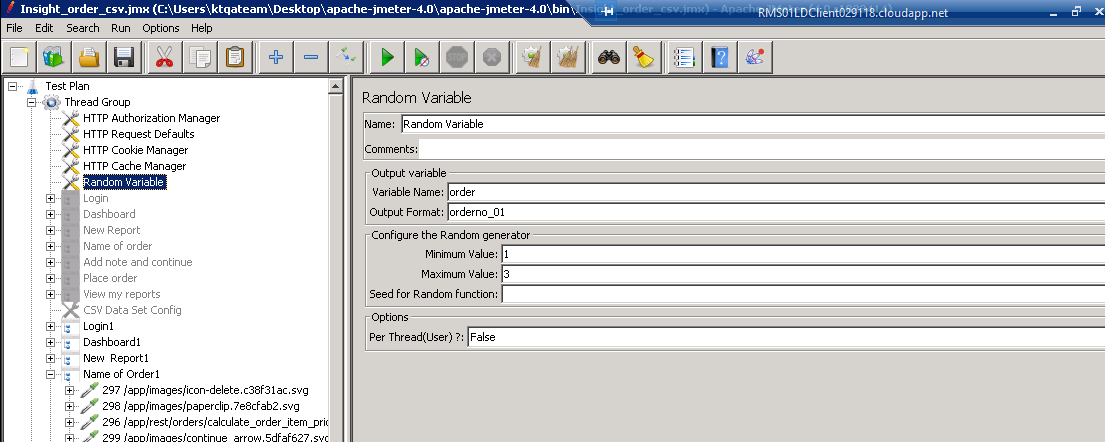 Insight_order_csv.jmx (C:\Users\ktqateam\Desktop\apache-jmeter-4.0\apache-jmeter-4.0\bin\
RMS01LDClient029118.cloudapp.net
File Edit Search Run Options Help
STOP
Test Plan
Thread Group
HTTP Authorization Manager
HTTP Request Defaults
HTTP Cookie Manager
HTTP Cache Manager
Random Variable
Login
Dashboard
New Report
Name of order
Add note and continue
Place order
View my reports
CSV Data Set Config
Login1
Dashboard1
New Report1
Name of Order1
297 /app/images/icon-delete.c38f31ac.svg
298 /app/images/paperclip.7e8cfab2.svg
296 /app/rest/orders/calculate_order_item_pric
299 /app/images/continue_arrow.5dfaf627.svg
Random Variable
Name: Random Variable
Comments:
Output variable
Variable Name: order
Output Format: orderno_01
Configure the Random generator
Minimum Value: 1
Maximum Value: 3
Seed for Random function:
Options
Per Thread(User) ?: False